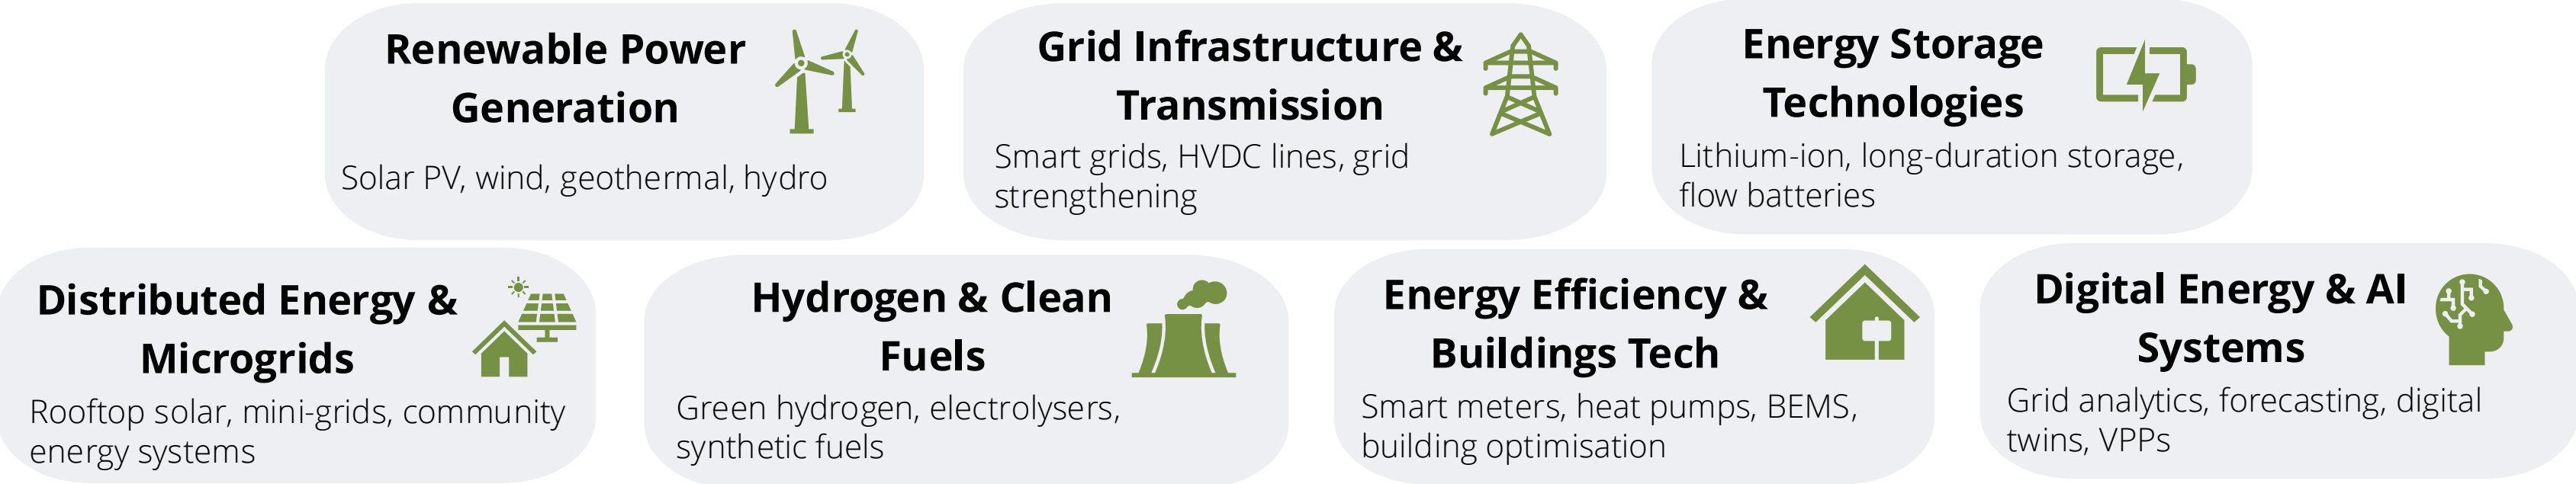 Renewable Power
Generation
Solar PV, wind, geothermal, hydro
Grid Infrastructure &
Transmission
Smart grids, HVDC lines, grid
strengthening
Energy Storage
Technologies
Lithium-ion, long-duration storage,
flow batteries
Distributed Energy &
Microgrids
Rooftop solar, mini-grids, community
energy systems
Hydrogen & Clean
Fuels
Green hydrogen, electrolysers,
synthetic fuels
Energy Efficiency &
Buildings Tech
Smart meters, heat pumps, BEMS,
building optimisation
Digital Energy & AI
Systems
Grid analytics, forecasting, digital
twins, VPPs